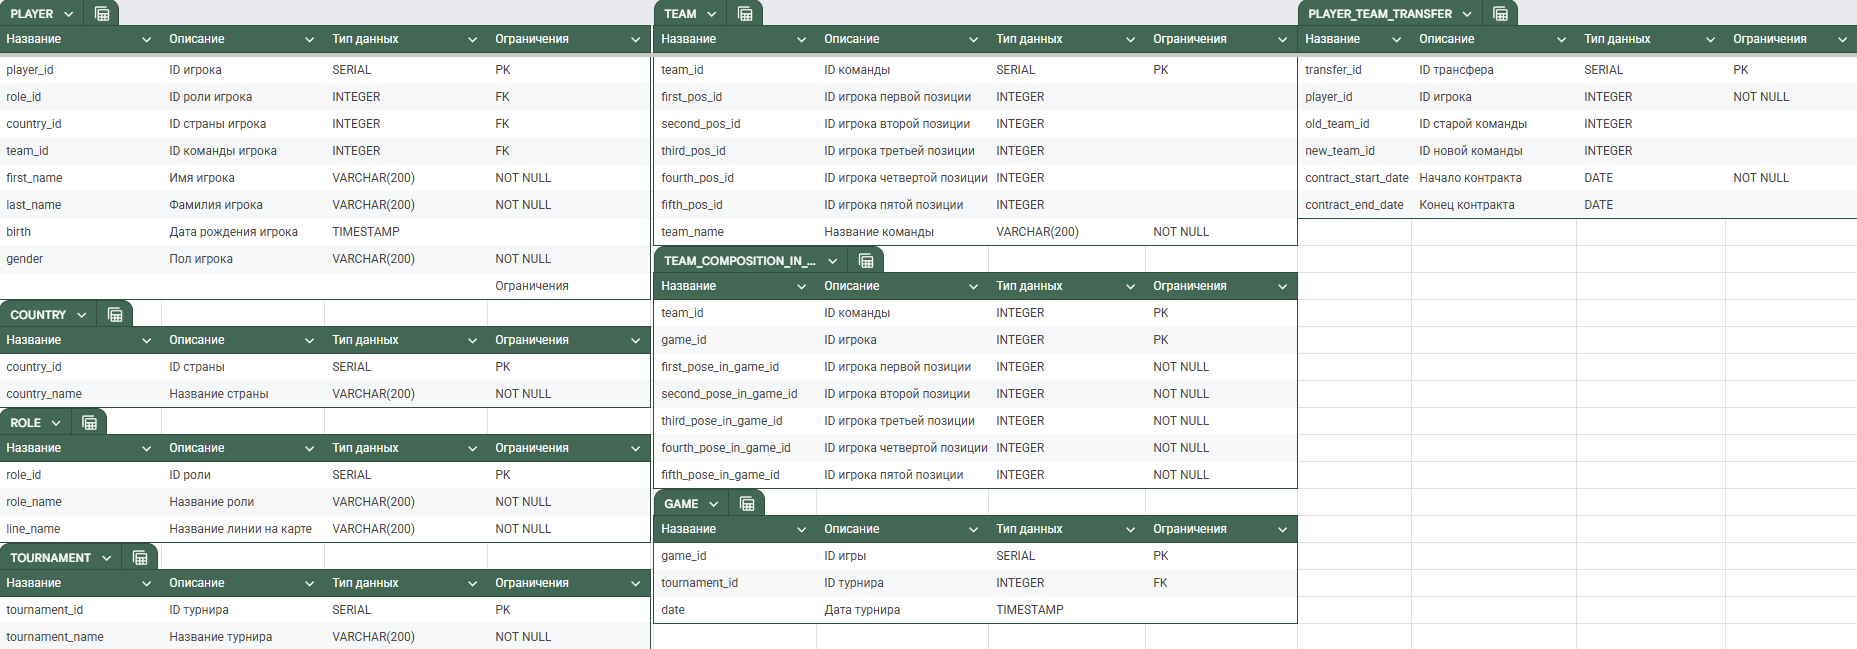 PLAYER
Название Описание Тип данных Ограничения
player_id ID игрока SERIAL PK
role_id ID роли игрока INTEGER FK
country_id ID страны игрока INTEGER FK
team_id ID команды игрока INTEGER FK
first_name Имя игрока VARCHAR(200) NOT NULL
last_name Фамилия игрока VARCHAR(200) NOT NULL
birth Дата рождения игрока TIMESTAMP
gender Пол игрока VARCHAR(200) NOT NULL
Ограничения
COUNTRY
Название Описание Тип данных Ограничения
country_id ID страны SERIAL PK
country_name Название страны VARCHAR(200) NOT NULL
ROLE
Название Описание Тип данных Ограничения
role_id ID роли SERIAL PK
role_name Название роли VARCHAR(200) NOT NULL
line_name Название линии на карте VARCHAR(200) NOT NULL
TOURNAMENT
Название Описание Тип данных Ограничения
tournament_id ID турнира SERIAL PK
tournament_name Название турнира VARCHAR(200) NOT NULL
TEAM
Название Описание Тип данных Ограничения
team_id ID команды SERIAL PK
first_pos_id ID игрока первой позиции INTEGER
second_pos_id ID игрока второй позиции INTEGER
third_pos_id ID игрока третьей позиции INTEGER
fourth_pos_id ID игрока четвертой позиции INTEGER
fifth_pos_id ID игрока пятой позиции INTEGER
team_name Название команды VARCHAR(200) NOT NULL
TEAM_COMPOSITION_IN_...
Название Описание Тип данных Ограничения
team_id ID команды INTEGER PK
game_id ID игрока INTEGER PK
first_pose_in_game_id ID игрока первой позиции INTEGER NOT NULL
second_pose_in_game_id ID игрока второй позиции INTEGER NOT NULL
third_pose_in_game_id ID игрока третьей позиции INTEGER NOT NULL
fourth_pose_in_game_id ID игрока четвертой позиции INTEGER NOT NULL
fifth_pose_in_game_id ID игрока пятой позиции INTEGER NOT NULL
GAME
Название Описание Тип данных Ограничения
game_id ID игры SERIAL PK
tournament_id ID турнира INTEGER FK
date Дата турнира TIMESTAMP
PLAYER_TEAM_TRANSFER
Название Описание Тип данных Ограничения
transfer_id ID трансфера SERIAL PK
player_id ID игрока INTEGER NOT NULL
old_team_id ID старой команды INTEGER
new_team_id ID новой команды INTEGER
contract_start_date Начало контракта DATE NOT NULL
contract_end_date Конец контракта DATE